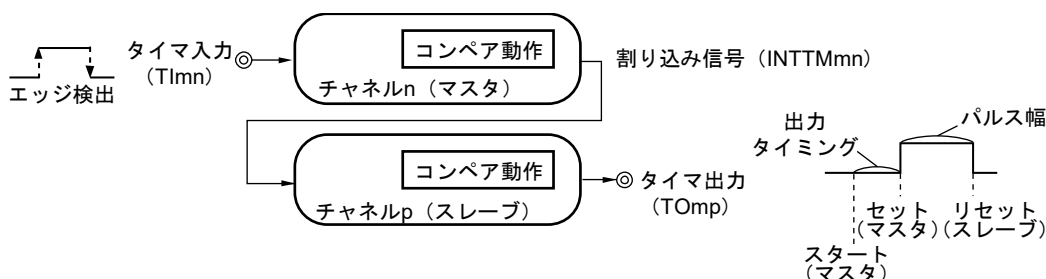 エッジ検出
タイマ入力
(TImn)
コンペア動作
チャネルn（マスタ）
割り込み信号（INTTMmn）
コンペア動作
チャネルp（スレーブ）
タイマ出力
(TOmp)
出力
タイミング
パルス幅
セット
(マスタ)
リセット
(スレーブ)
スタート
(マスタ)